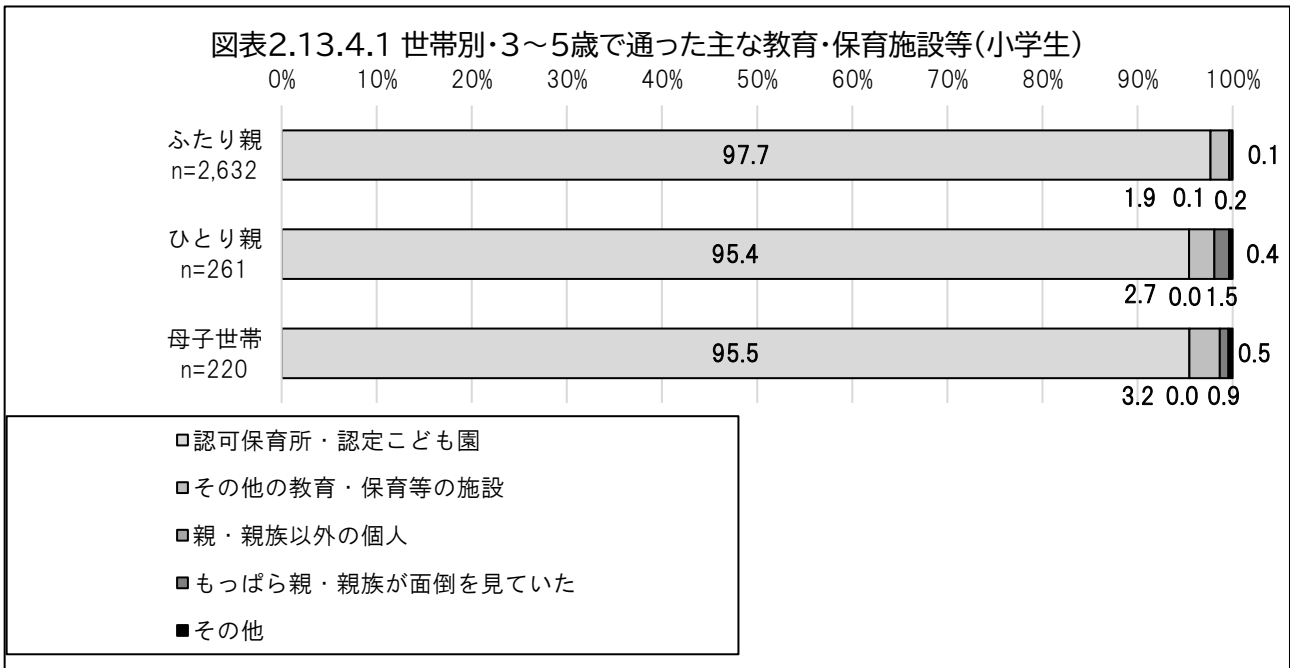 図表2.13.4.1 世帯別・3～5歳で通った主な教育・保育施設等(小学生)
0% 10% 20% 30% 40% 50% 60% 70% 80% 90% 100%
ふたり親
n=2,632
97.7
0.1
1.9 0.1 0.2
ひとり親
n=261
95.4
0.4
2.7 0.0 1.5
母子世帯
n=220
95.5
0.5
3.2 0.0 0.9
認可保育所・認定こども園
その他の教育・保育等の施設
親・親族以外の個人
もっぱら親・親族が面倒を見ていた
その他